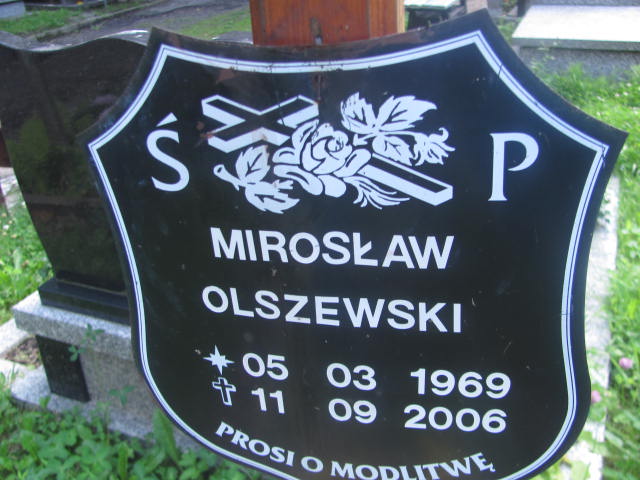 Ś P
MIROSŁAW
OLSZEWSKI
05 03 1969
11 09 2006
PROSI O MODLITWĘ